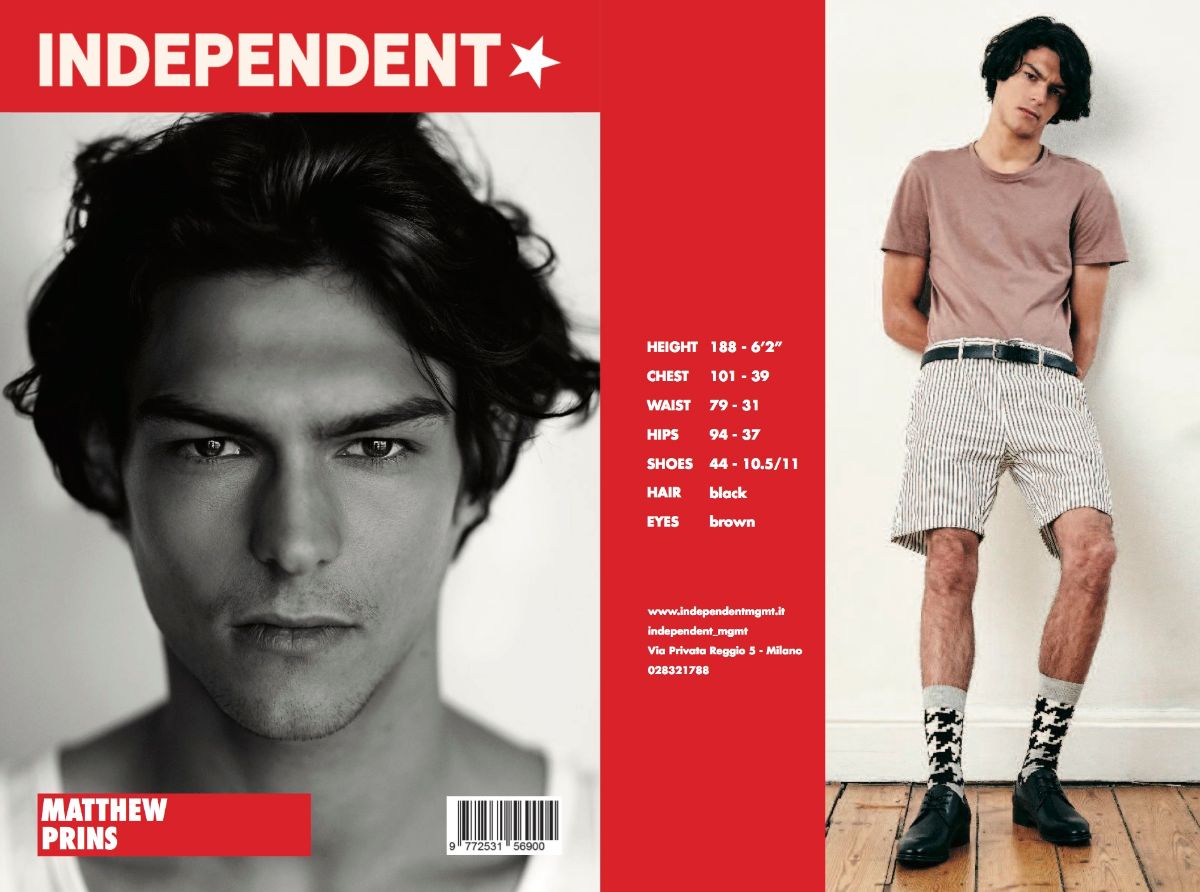 INDEPENDENT
MATTHEW
PRINS
9 772531 56900
HEIGHT 188 - 6’2”
CHEST 101 - 39
WAIST 79 - 31
HIPS 94 - 37
SHOES 44 - 10.5/11
HAIR black
EYES brown
www.independentmgmt.it
independent_mgmt
Via Privata Reggio 5 - Milano
028321788